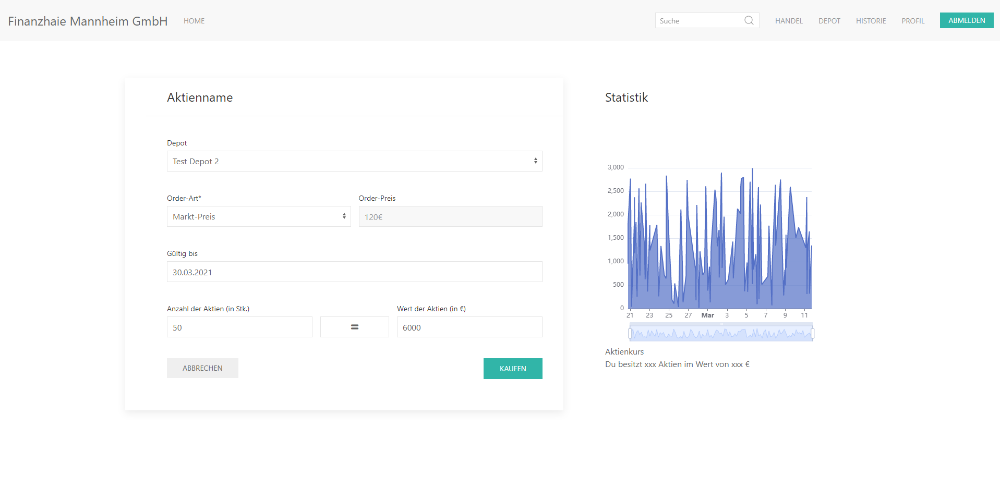 Finanzhaie Mannheim GmbH HOME Suche HANDEL DEPOT HISTORIE PROFIL ABMELDEN
Aktienname
Depot
Test Depot 2
Order-Art* Order-Preis
Markt-Preis 120€
Gültig bis
30.03.2021
Anzahl der Aktien (in Stk.) Wert der Aktien (in €)
50 = 6000
ABBRECHEN KAUFEN
Statistik
3,000
2,500
2,000
1,500
1,000
500
0
21 23 25 27 Mar 3 5 7 9 11
Aktienkurs
Du besitzt xxx Aktien im Wert von xxx €